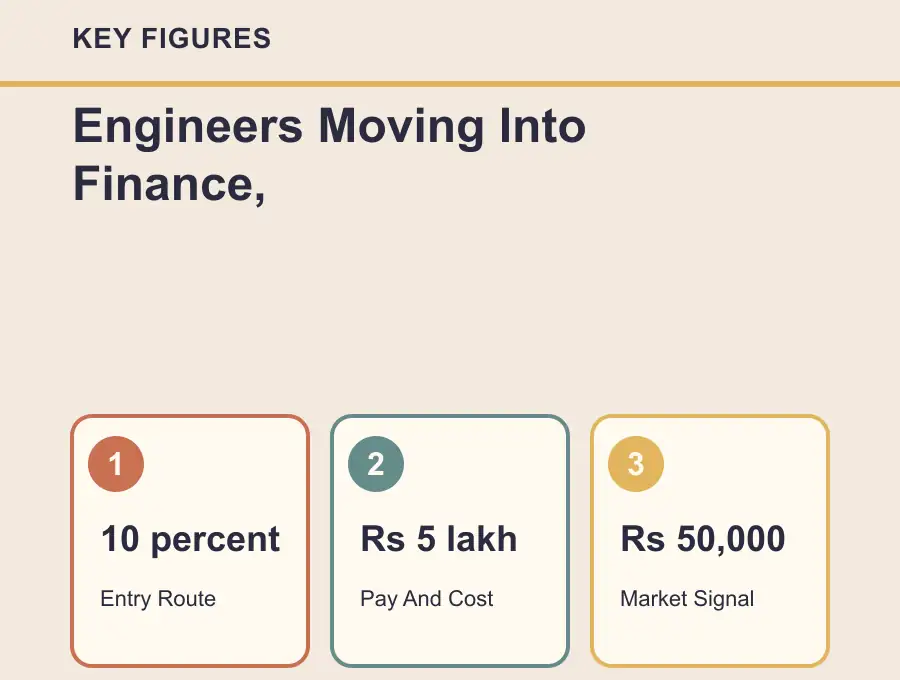 KEY FIGURES
Engineers Moving Into
Finance,
1
2
3
10 percent
Rs 5 lakh
Rs 50,000
Entry Route
Pay And Cost
Market Signal